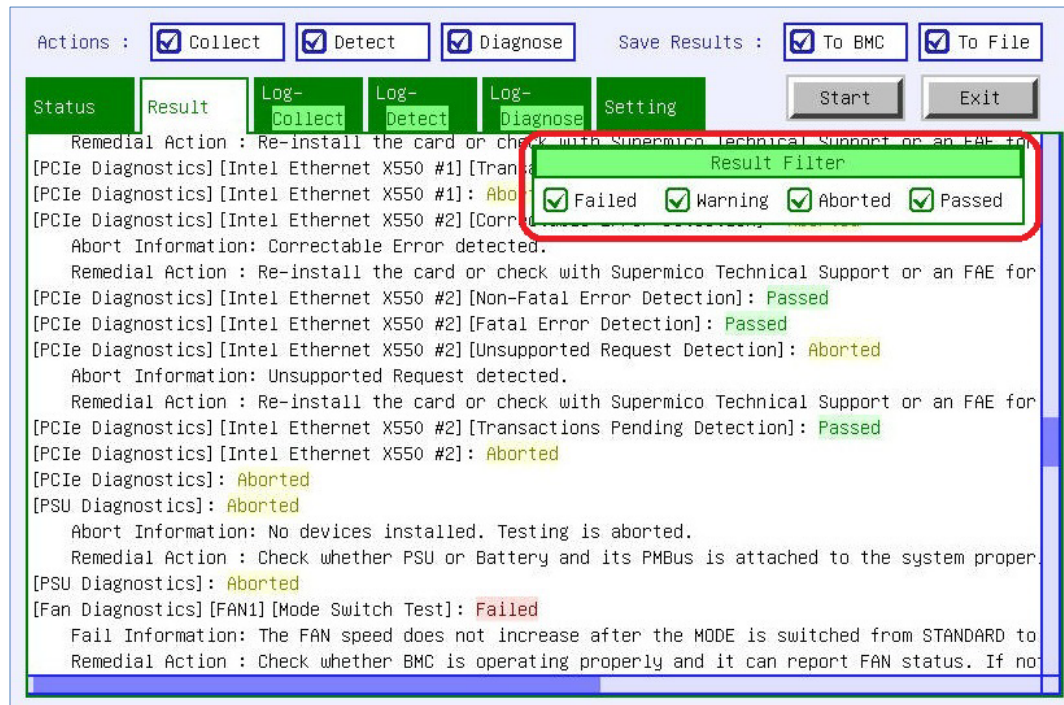 Actions : Collect Detect Diagnose Save Results : To BMC To File
Status Result Log-Collect Log-Detect Log-Diagnose Setting Start Exit
Remedial Action : Re-install the card or check with Supermico Technical Support or an FAE for
Result Filter
Failed Warning Aborted Passed
[PCIe Diagnostics][Intel Ethernet X550 #1][Trans
[PCIe Diagnostics][Intel Ethernet X550 #1]: Abo
[PCIe Diagnostics][Intel Ethernet X550 #2][Correctable Error Detection]: Aborted
Abort Information: Correctable Error detected.
Remedial Action : Re-install the card or check with Supermico Technical Support or an FAE for
[PCIe Diagnostics][Intel Ethernet X550 #2][Non-Fatal Error Detection]: Passed
[PCIe Diagnostics][Intel Ethernet X550 #2][Fatal Error Detection]: Passed
[PCIe Diagnostics][Intel Ethernet X550 #2][Unsupported Request Detection]: Aborted
Abort Information: Unsupported Request detected.
Remedial Action : Re-install the card or check with Supermico Technical Support or an FAE for
[PCIe Diagnostics][Intel Ethernet X550 #2][Transactions Pending Detection]: Passed
[PCIe Diagnostics][Intel Ethernet X550 #2]: Aborted
[PCIe Diagnostics]: Aborted
[PSU Diagnostics]: Aborted
Abort Information: No devices installed. Testing is aborted.
Remedial Action : Check whether PSU or Battery and its PMBus is attached to the system proper
[PSU Diagnostics]: Aborted
[Fan Diagnostics][FAN1][Mode Switch Test]: Failed
Fail Information: The FAN speed does not increase after the MODE is switched from STANDARD to
Remedial Action : Check whether BMC is operating properly and it can report FAN status. If not